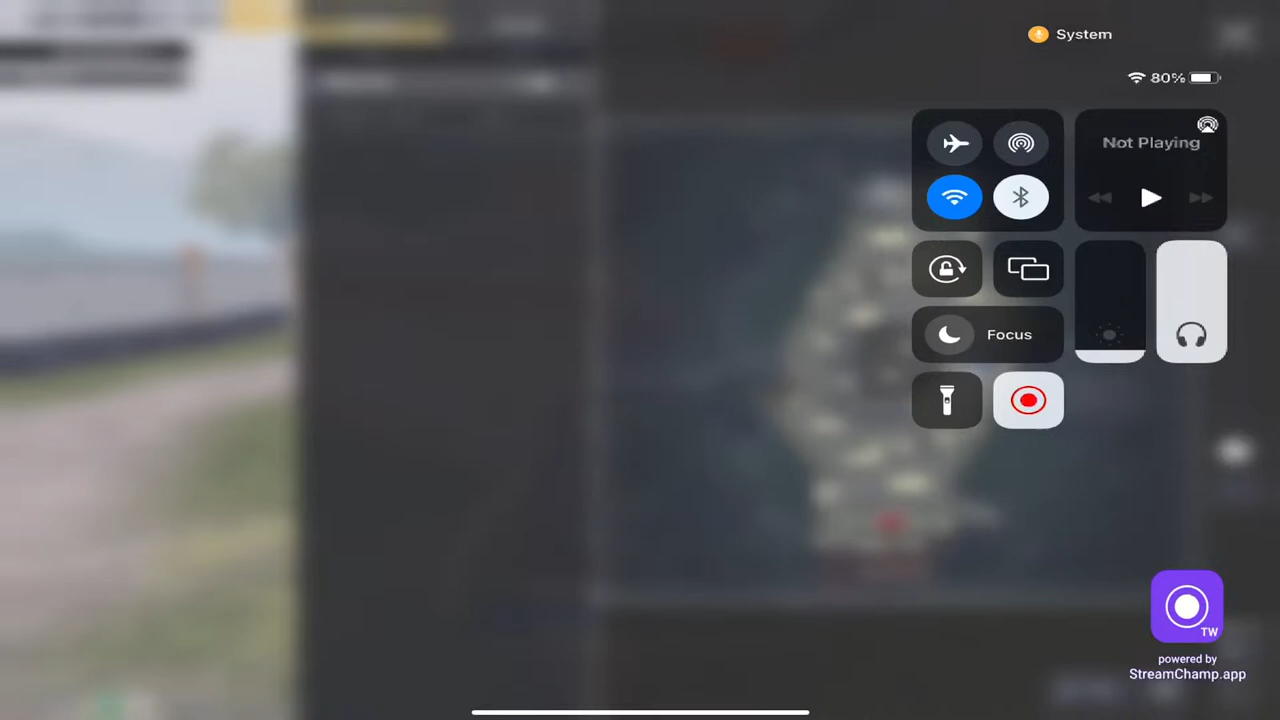 System
80%
Not Playing
Focus
TW
powered by
StreamChamp.app